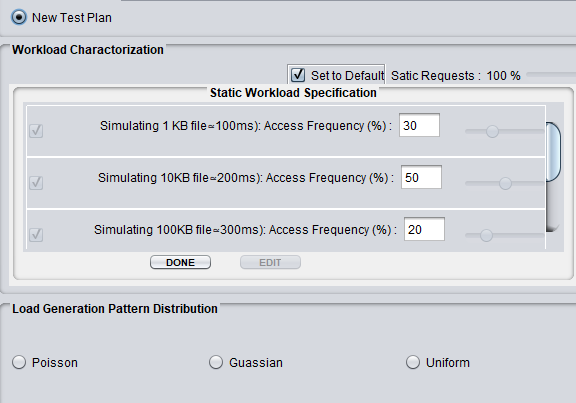 New Test Plan
Workload Charactorization
Set to Default Satic Requests : 100 %
Static Workload Specification
Simulating 1 KB file≃100ms): Access Frequency (%) : 30
Simulating 10KB file≃200ms): Access Frequency (%) : 50
Simulating 100KB file≃300ms): Access Frequency (%) : 20
DONE EDIT
Load Generation Pattern Distribution
Poisson Guassian Uniform